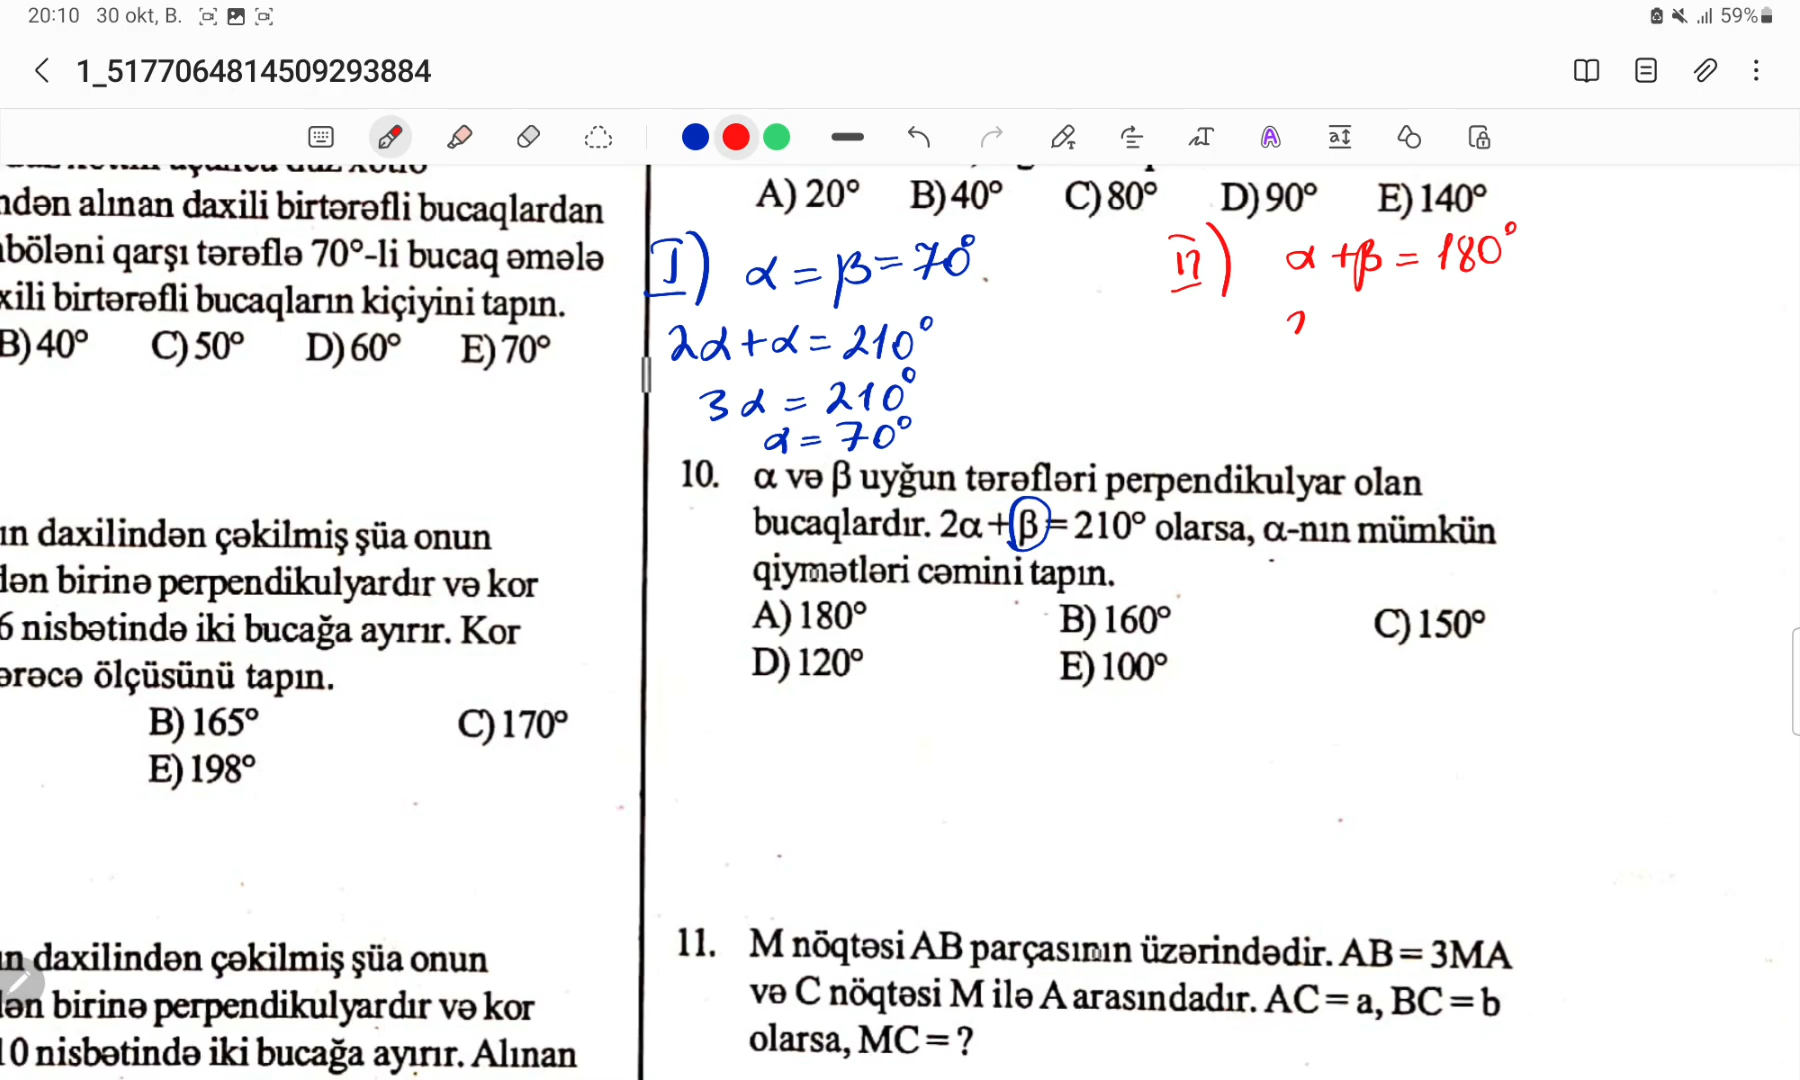 20:10 30 okt, B.
59%
1_5177064814509293884
ndən alınan daxili birtərəfli bucaqlardan
böləni qarşı tərəflə 70°-li bucaq əmələ
xili birtərəfli bucaqların kiçiyini tapın.
B) 40° C) 50° D) 60° E) 70°
ın daxilindən çəkilmiş şüa onun
dən birinə perpendikulyardır və kor
6 nisbətində iki bucağa ayırır. Kor
ərəcə ölçüsünü tapın.
B) 165° C) 170°
E) 198°
ın daxilindən çəkilmiş şüa onun
lən birinə perpendikulyardır və kor
10 nisbətində iki bucağa ayırır. Alınan
A) 20° B) 40° C) 80° D) 90° E) 140°
I) α = β = 70°
2α + α = 210°
3α = 210°
α = 70°
II) α + β = 180°
2
10. α və β uyğun tərəfləri perpendikulyar olan
bucaqlardır. 2α + β = 210° olarsa, α-nın mümkün
qiymətləri cəmini tapın.
A) 180° B) 160° C) 150°
D) 120° E) 100°
11. M nöqtəsi AB parçasının üzərindədir. AB = 3MA
və C nöqtəsi M ilə A arasındadır. AC = a, BC = b
olarsa, MC = ?